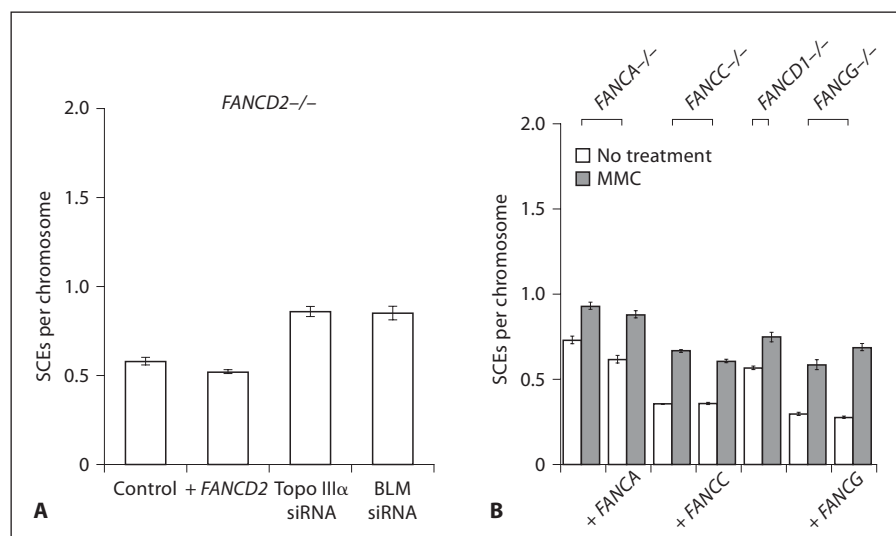 FANCD2–/–
2.0
1.5
1.0
0.5
0
SCEs per chromosome
Control
+ FANCD2
Topo IIIα
siRNA
BLM
siRNA
A
FANCA–/–
FANCC–/–
FANCD1–/–
FANCG–/–
2.0
1.5
1.0
0.5
0
SCEs per chromosome
No treatment
MMC
+ FANCA
+ FANCC
+ FANCG
B